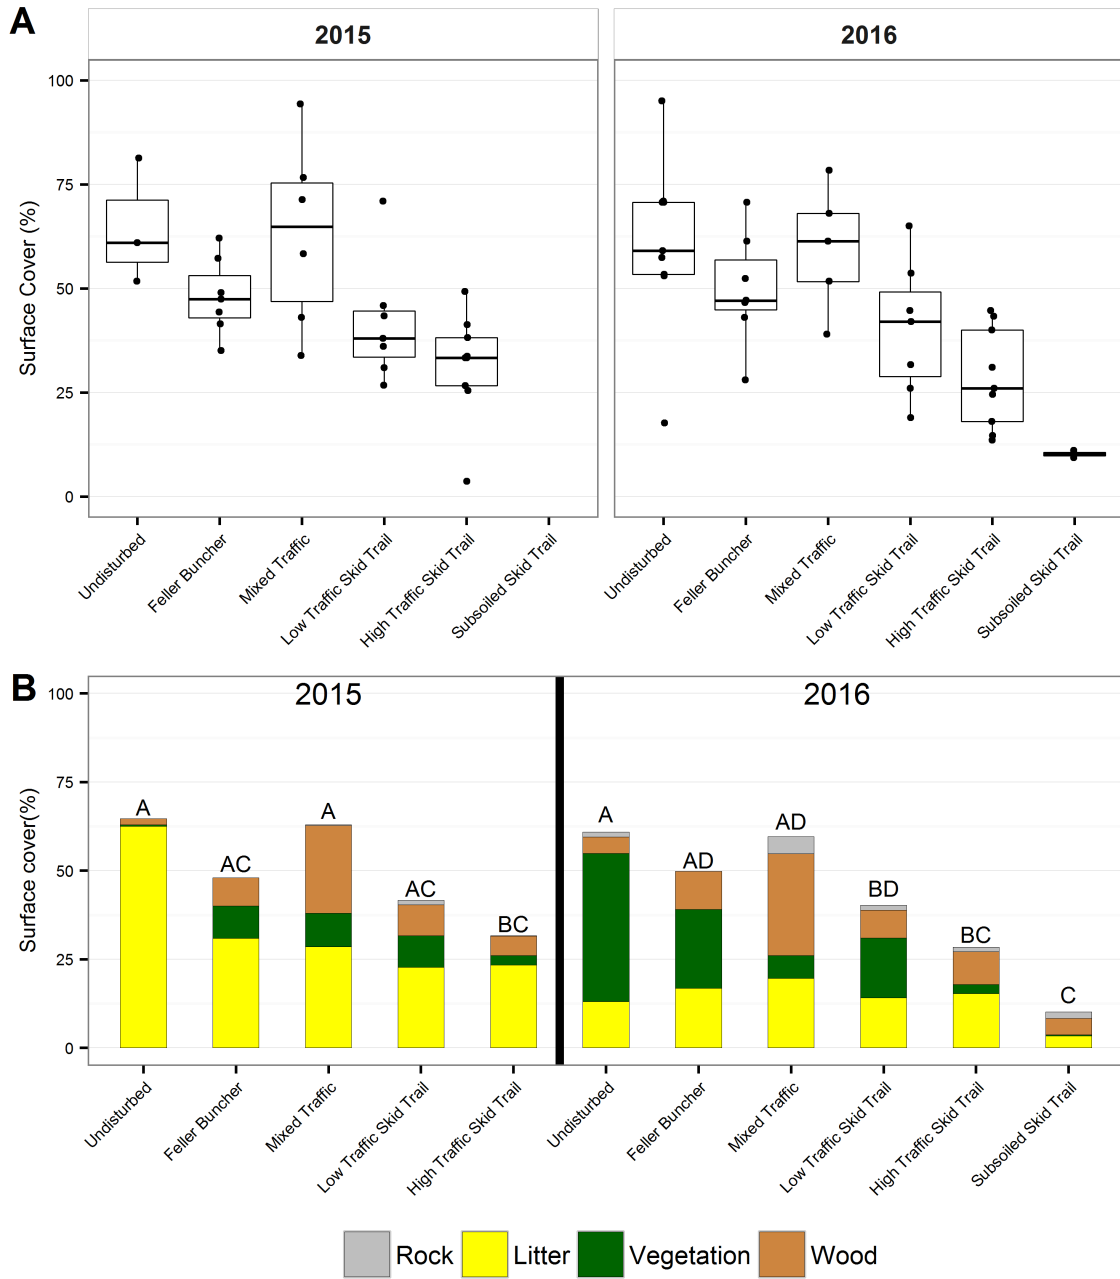 A
2015
2016
Surface Cover (%)
100
75
50
25
0
Undisturbed
Feller Buncher
Mixed Traffic
Low Traffic Skid Trail
High Traffic Skid Trail
Subsoiled Skid Trail
Undisturbed
Feller Buncher
Mixed Traffic
Low Traffic Skid Trail
High Traffic Skid Trail
Subsoiled Skid Trail
B
2015
2016
Surface cover(%)
100
75
50
25
0
A
AC
A
AC
BC
A
AD
AD
BD
BC
C
Undisturbed
Feller Buncher
Mixed Traffic
Low Traffic Skid Trail
High Traffic Skid Trail
Undisturbed
Feller Buncher
Mixed Traffic
Low Traffic Skid Trail
High Traffic Skid Trail
Subsoiled Skid Trail
Rock Litter Vegetation Wood